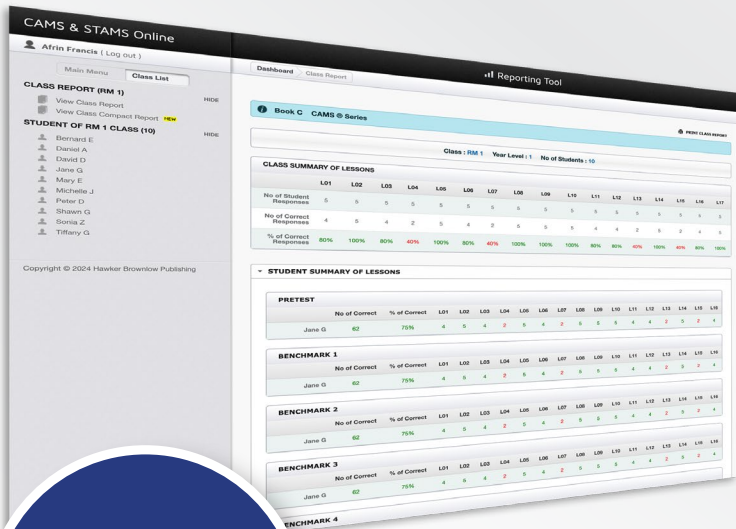 CAMS & STAMS Online
Afrin Francis ( Log out )
Main Menu Class List
CLASS REPORT (RM 1) HIDE
View Class Report
View Class Compact Report NEW
STUDENT OF RM 1 CLASS (10) HIDE
Bernard E
Daniel A
David D
Jane G
Mary E
Michelle J
Peter D
Shawn G
Sonia Z
Tiffany G
Copyright © 2024 Hawker Brownlow Publishing
Reporting Tool
Dashboard Class Report
Book C CAMS ® Series
PRINT CLASS REPORT
Class : RM 1 Year Level : 1 No of Students : 10
CLASS SUMMARY OF LESSONS
L01 L02 L03 L04 L05 L06 L07 L08 L09 L10 L11 L12 L13 L14 L15 L16 L17
No of Student Responses 5 5 5 5 5 5 5 5 5 5 5 5 5 5 5 5 5
No of Correct Responses 4 5 4 2 5 4 2 5 5 5 4 4 2 5 2 4 5
% of Correct Responses 80% 100% 80% 40% 100% 80% 40% 100% 100% 100% 80% 80% 40% 100% 40% 80% 100%
STUDENT SUMMARY OF LESSONS
PRETEST
No of Correct % of Correct L01 L02 L03 L04 L05 L06 L07 L08 L09 L10 L11 L12 L13 L14 L15 L16
Jane G 62 75% 4 5 4 2 5 4 2 5 5 5 4 4 2 5 2 4
BENCHMARK 1
No of Correct % of Correct L01 L02 L03 L04 L05 L06 L07 L08 L09 L10 L11 L12 L13 L14 L15 L16
Jane G 62 75% 4 5 4 2 5 4 2 5 5 5 4 4 2 5 2 4
BENCHMARK 2
No of Correct % of Correct L01 L02 L03 L04 L05 L06 L07 L08 L09 L10 L11 L12 L13 L14 L15 L16
Jane G 62 75% 4 5 4 2 5 4 2 5 5 5 4 4 2 5 2 4
BENCHMARK 3
No of Correct % of Correct L01 L02 L03 L04 L05 L06 L07 L08 L09 L10 L11 L12 L13 L14 L15 L16
Jane G 62 75% 4 5 4 2 5 4 2 5 5 5 4 4 2 5 2 4
BENCHMARK 4